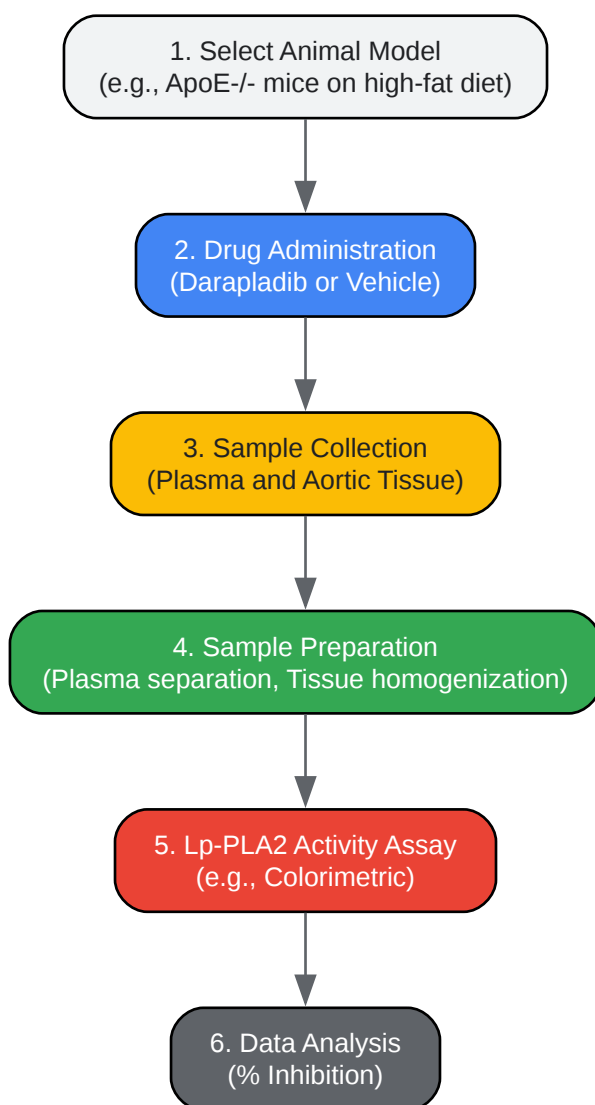 1. Select Animal Model
(e.g., ApoE-/- mice on high-fat diet)
2. Drug Administration
(Darapladib or Vehicle)
3. Sample Collection
(Plasma and Aortic Tissue)
4. Sample Preparation
(Plasma separation, Tissue homogenization)
5. Lp-PLA2 Activity Assay
(e.g., Colorimetric)
6. Data Analysis
(% Inhibition)